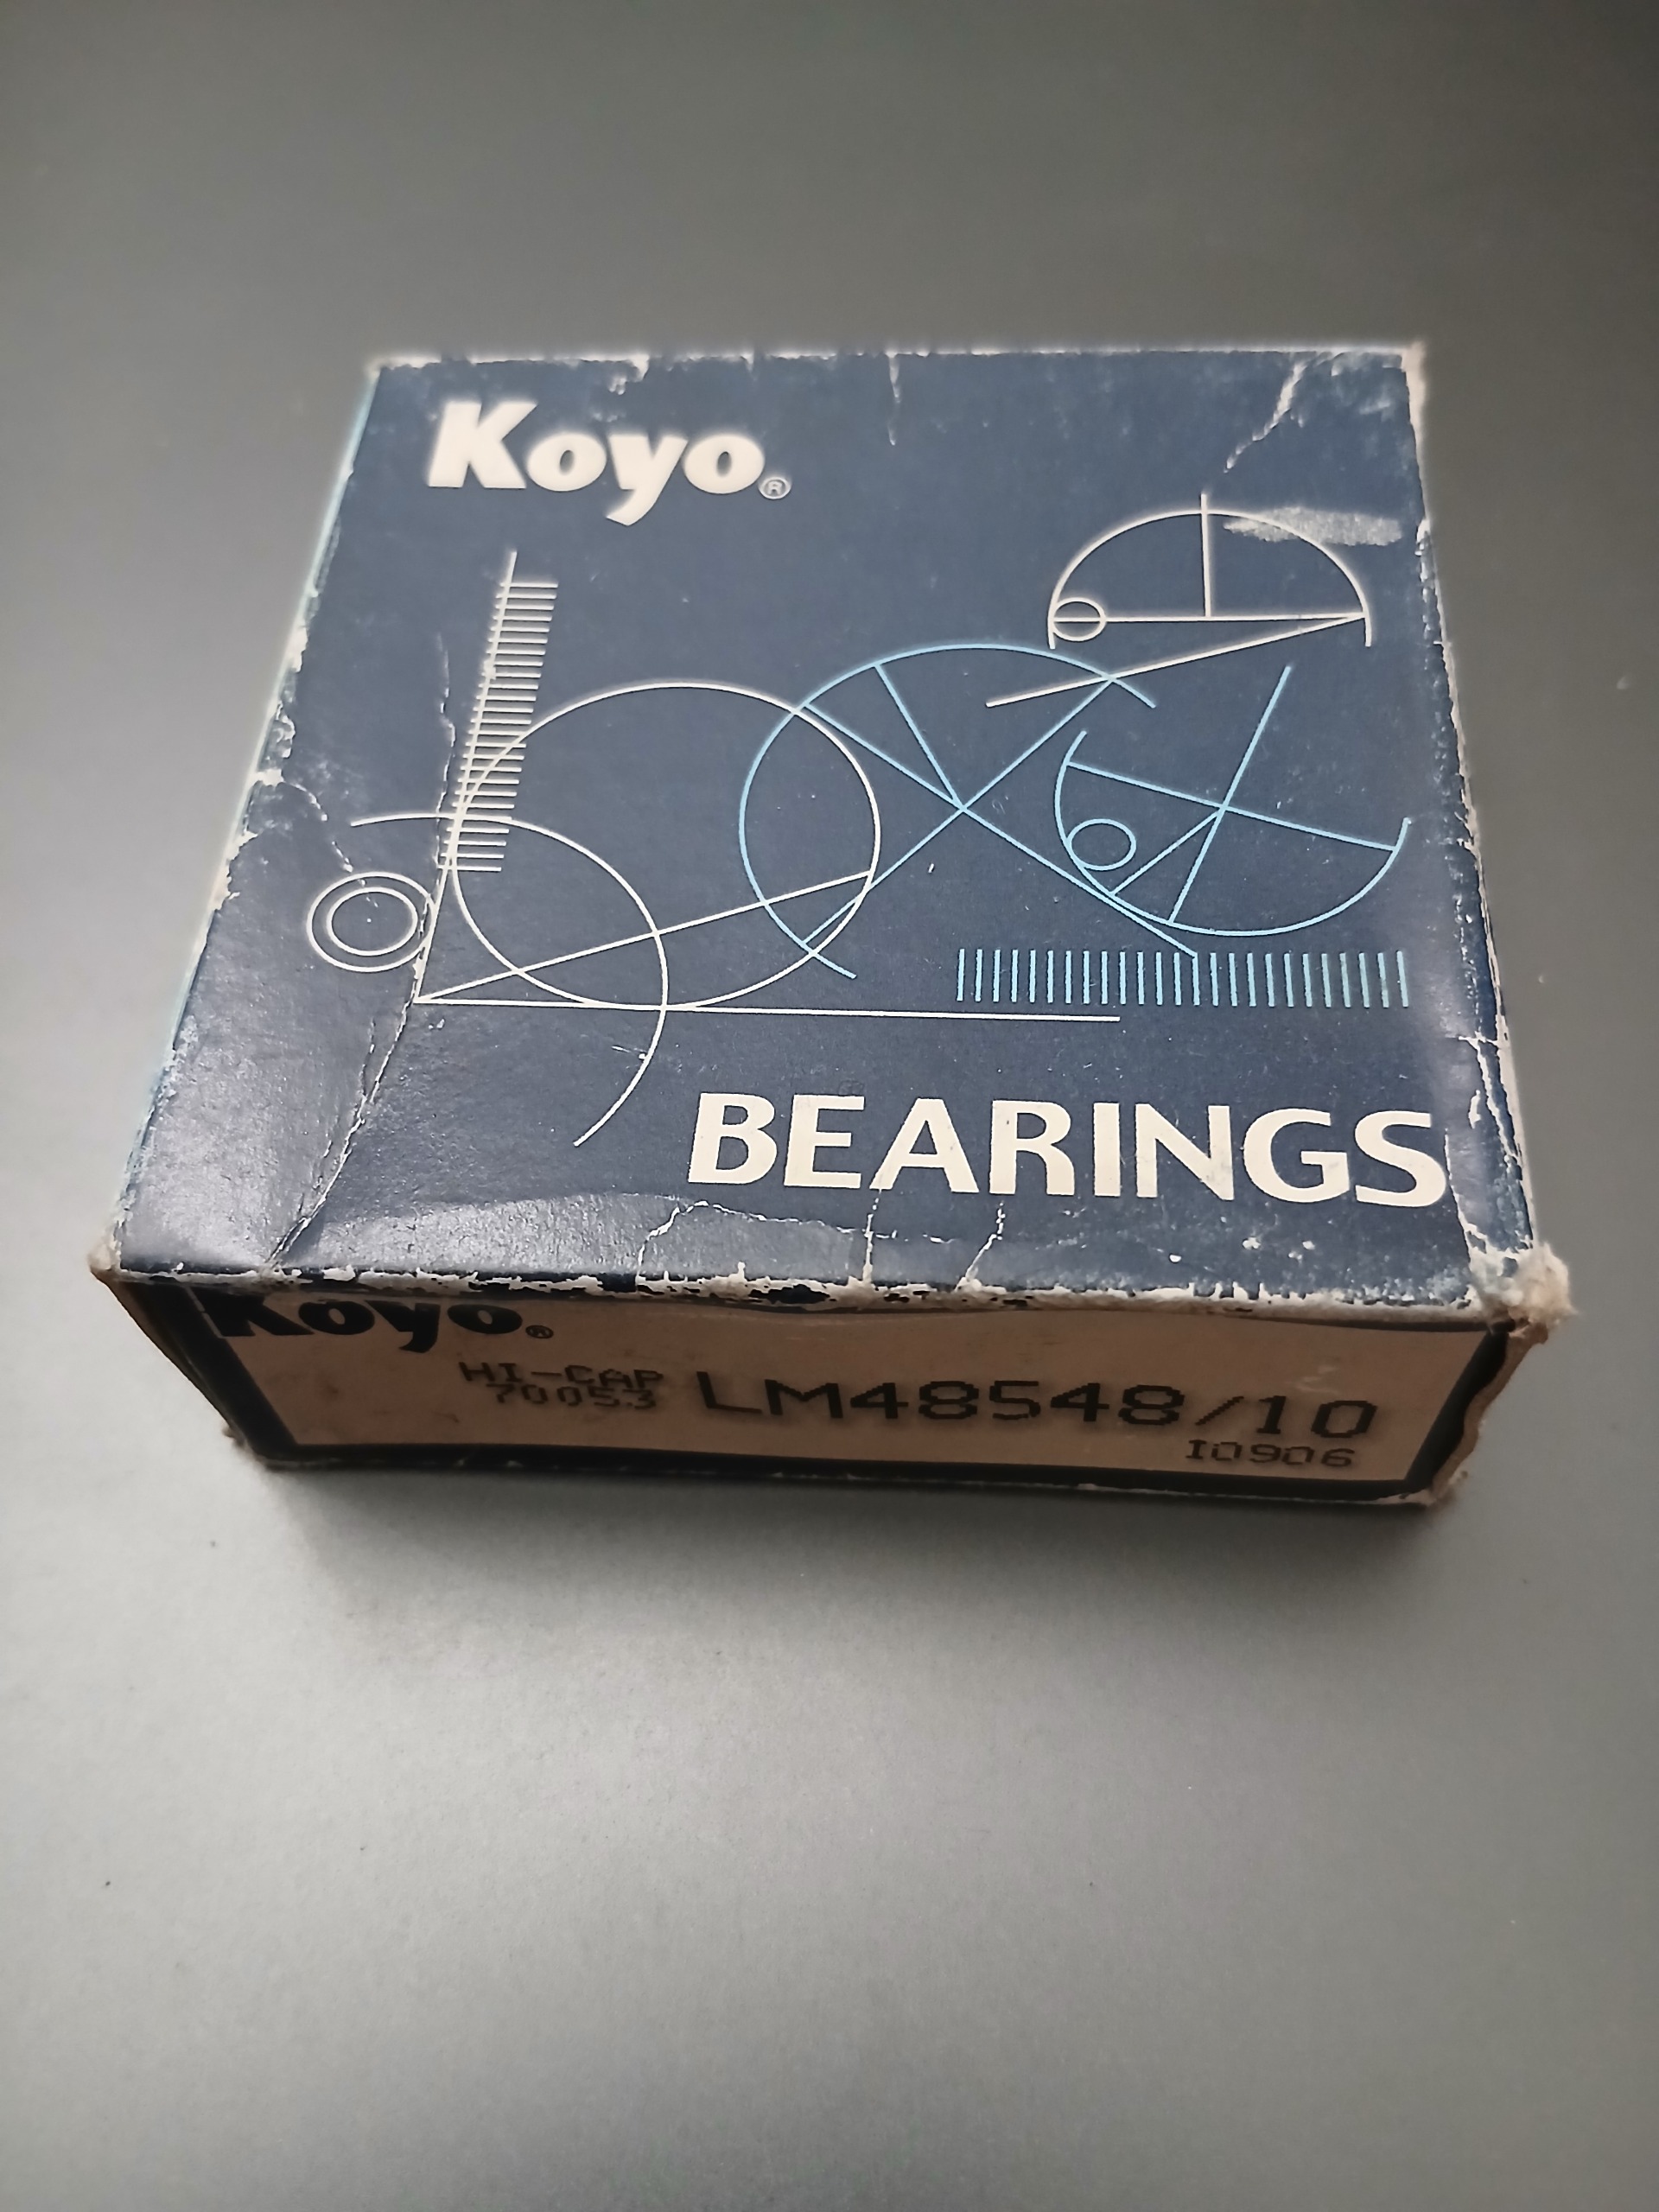 Koyo®
BEARINGS
Koyo®
HI-CAP
70053
LM48548/10
I0906